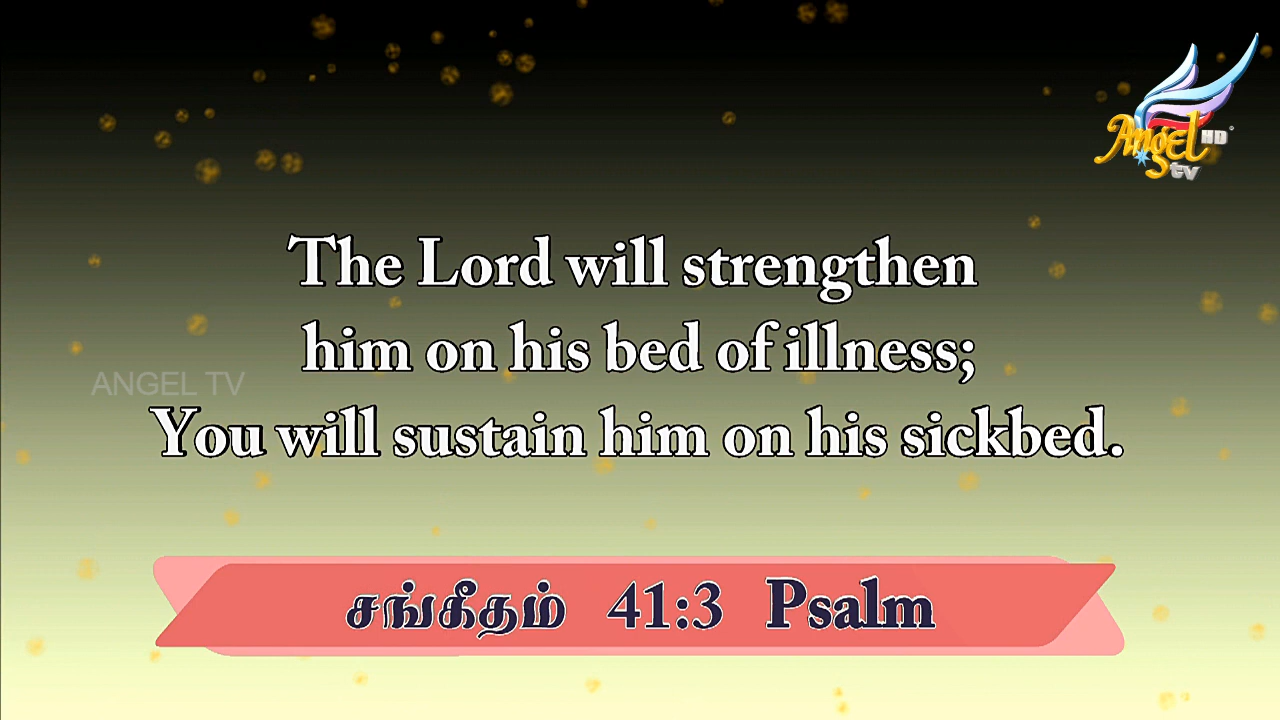 Angel HD
tv
The Lord will strengthen
him on his bed of illness;
ANGEL TV
You will sustain him on his sickbed.
சங்கீதம் 41:3 Psalm